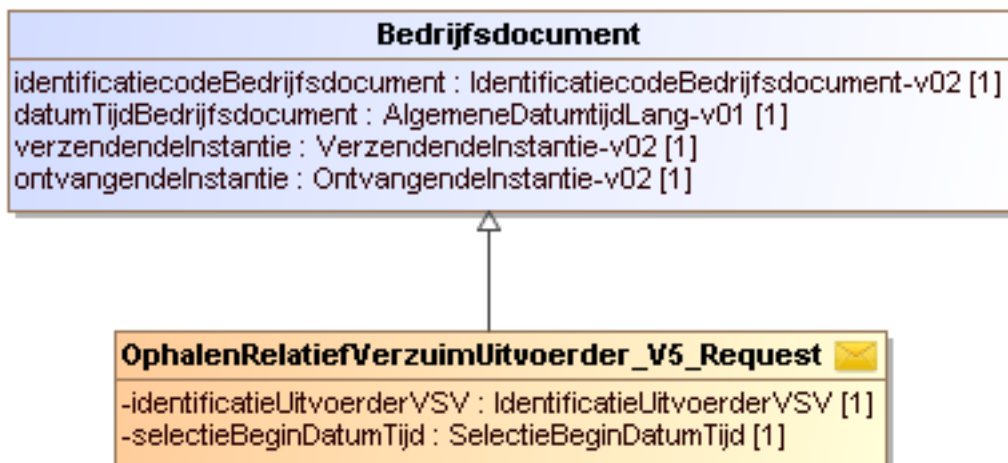 Bedrijfsdocument
identificatiecodeBedrijfsdocument : IdentificatiecodeBedrijfsdocument-v02 [1]
datumTijdBedrijfsdocument : AlgemeneDatumtijdLang-v01 [1]
verzendendeInstantie : VerzendendeInstantie-v02 [1]
ontvangendeInstantie : OntvangendeInstantie-v02 [1]
OphalenRelatiefVerzuimUitvoerder_V5_Request
-identificatieUitvoerderVSV : IdentificatieUitvoerderVSV [1]
-selectieBeginDatumTijd : SelectieBeginDatumTijd [1]